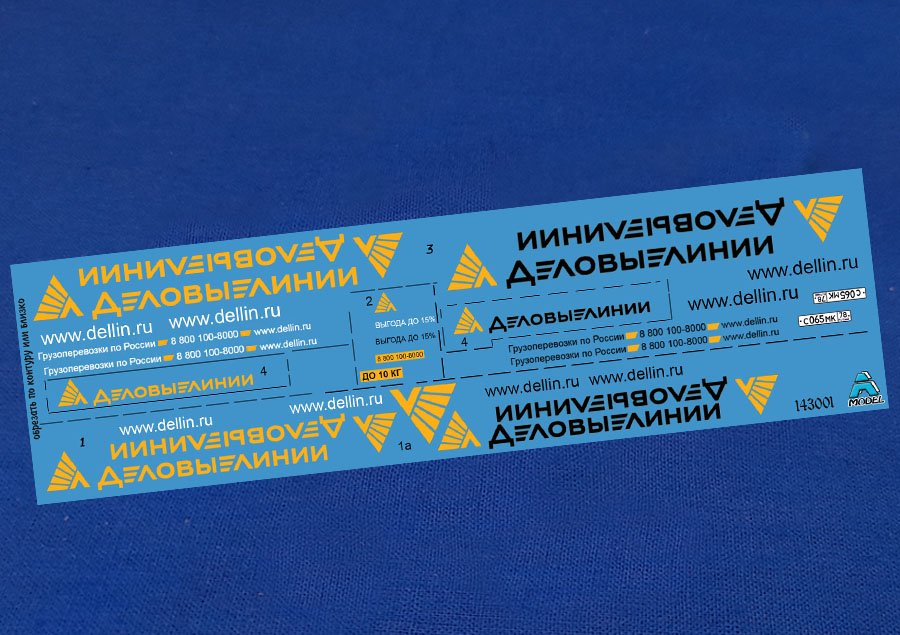 ДЕЛОВЫЕЛИНИИ
ДЕЛОВЫЕЛИНИИ
www.dellin.ru
www.dellin.ru
Грузоперевозки по России 8 800 100-8000 www.dellin.ru
Грузоперевозки по России 8 800 100-8000 www.dellin.ru
ДЕЛОВЫЕЛИНИИ 4
обрезать по контуру или близко
2
ВЫГОДА ДО 15%
ВЫГОДА ДО 15%
8 800 100-8000
ДО 10 КГ
1
www.dellin.ru
www.dellin.ru
ДЕЛОВЫЕЛИНИИ
ДЕЛОВЫЕЛИНИИ
1а
3
ДЕЛОВЫЕЛИНИИ
ДЕЛОВЫЕЛИНИИ
www.dellin.ru
www.dellin.ru
с065мк 78
с065мк 78
4 ДЕЛОВЫЕЛИНИИ
Грузоперевозки по России 8 800 100-8000 www.dellin.ru
Грузоперевозки по России 8 800 100-8000 www.dellin.ru
www.dellin.ru
www.dellin.ru
ДЕЛОВЫЕЛИНИИ
ДЕЛОВЫЕЛИНИИ
143001
A MODEL